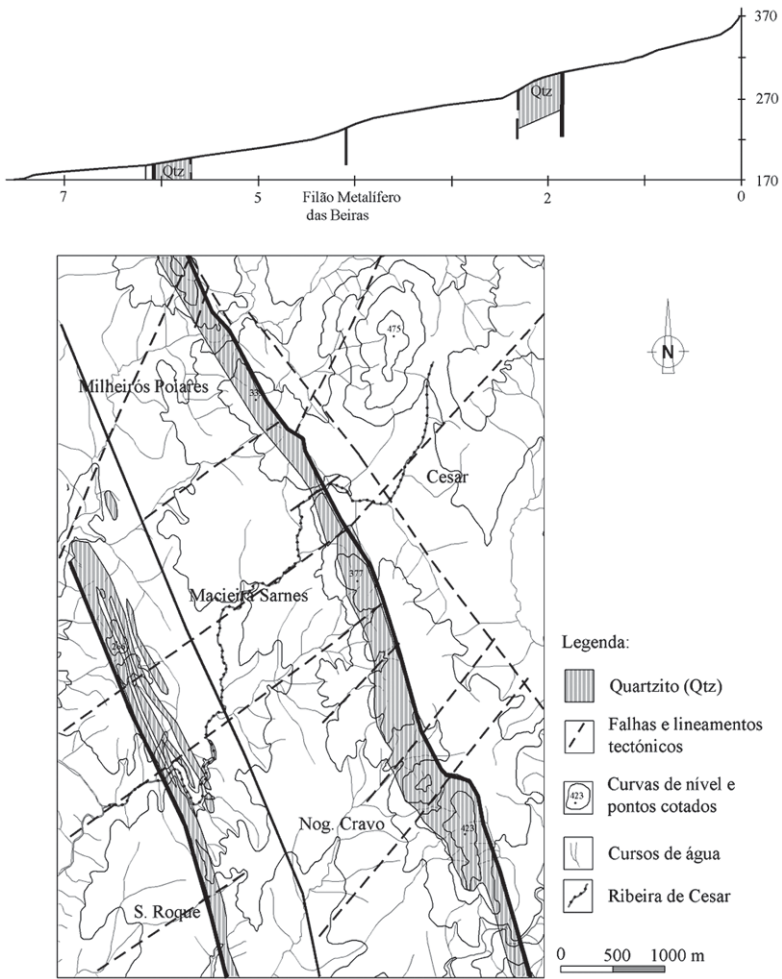 370
270
Qtz
Qtz
170
7
5
Filão Metalífero
das Beiras
2
0
475
N
Milheirós Poiares
Cesar
377
Macieira Sarnes
Legenda:
Quartzito (Qtz)
Falhas e lineamentos
tectónicos
423
Curvas de nível e
pontos cotados
Nog. Cravo
423
Cursos de água
S. Roque
Ribeira de Cesar
0 500 1000 m